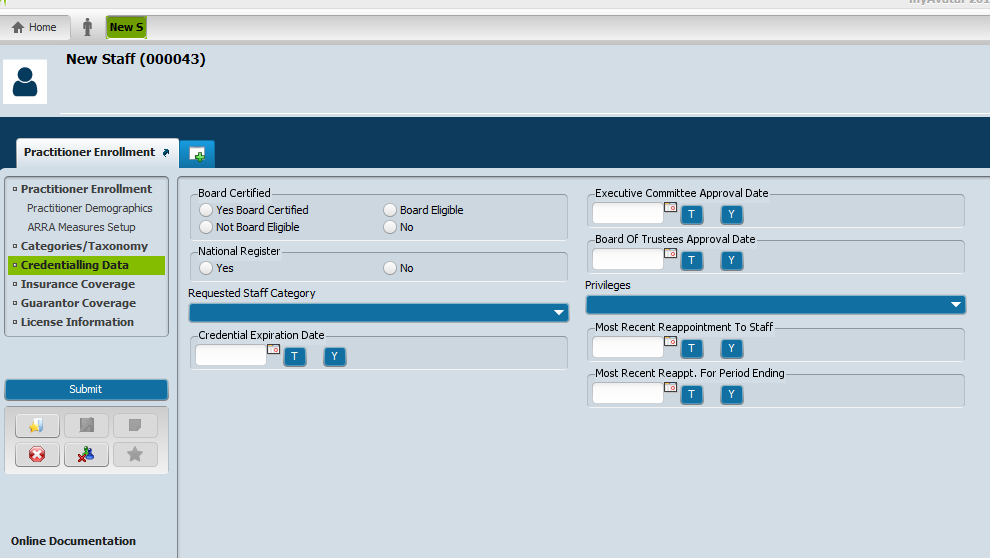 myAvatar 201
Home
New S
New Staff (000043)
Practitioner Enrollment
Practitioner Enrollment
Practitioner Demographics
ARRA Measures Setup
Categories/Taxonomy
Credentialling Data
Insurance Coverage
Guarantor Coverage
License Information
Submit
Online Documentation
Board Certified
Yes Board Certified
Board Eligible
Not Board Eligible
No
National Register
Yes
No
Requested Staff Category
Credential Expiration Date
T
Y
Executive Committee Approval Date
T
Y
Board Of Trustees Approval Date
T
Y
Privileges
Most Recent Reappointment To Staff
T
Y
Most Recent Reappt. For Period Ending
T
Y